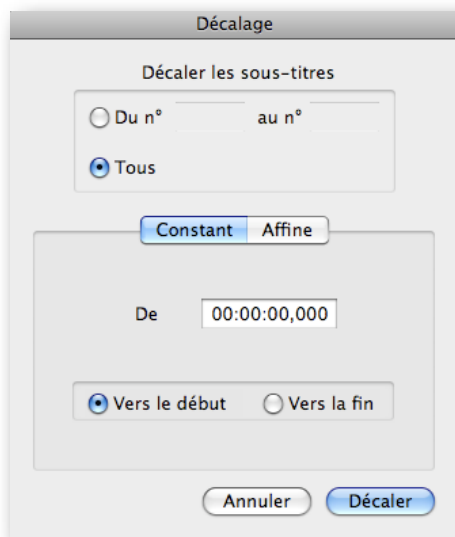 Décalage
Décaler les sous-titres
Du n° au n°
Tous
Constant Affine
De 00:00:00,000
Vers le début Vers la fin
Annuler Décaler